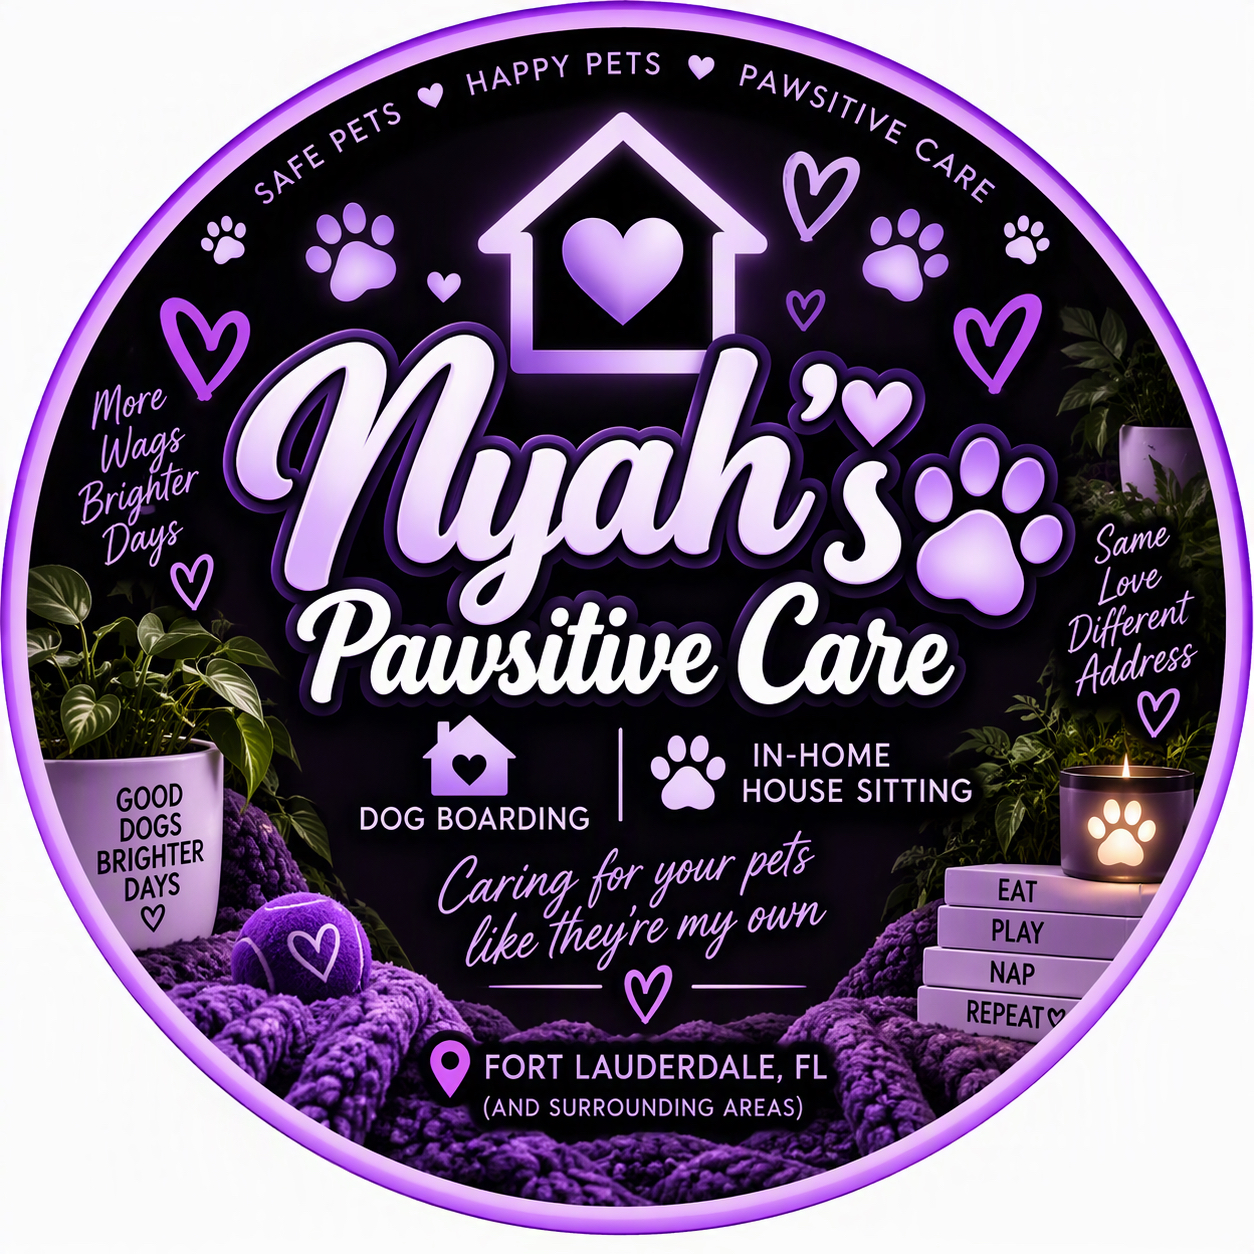 SAFE PETS HAPPY PETS PAWSITIVE CARE
Nyah's
Pawsitive Care
More
Wags
Brighter
Days
Same
Love
Different
Address
DOG BOARDING
IN-HOME
HOUSE SITTING
Caring for your pets
like they're my own
GOOD
DOGS
BRIGHTER
DAYS
EAT
PLAY
NAP
REPEAT
FORT LAUDERDALE, FL
(AND SURROUNDING AREAS)